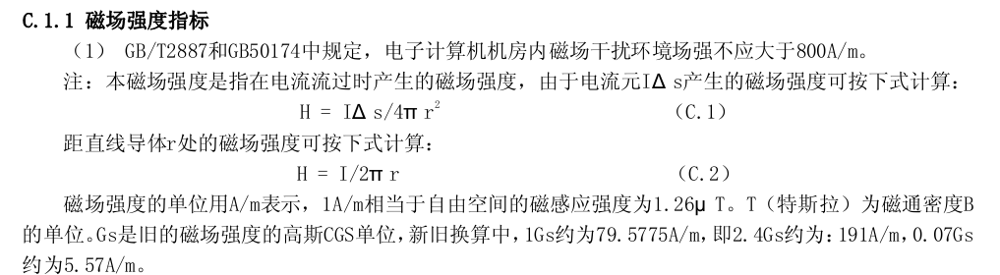 C.1.1 磁场强度指标
（1） GB/T2887和GB50174中规定，电子计算机机房内磁场干扰环境场强不应大于800A/m。
注：本磁场强度是指在电流流过时产生的磁场强度，由于电流元IΔ s产生的磁场强度可按下式计算：
H = IΔ s/4π r² （C.1）
距直线导体r处的磁场强度可按下式计算：
H = I/2π r （C.2）
磁场强度的单位用A/m表示，1A/m相当于自由空间的磁感应强度为1.26μ T。T（特斯拉）为磁通密度B
的单位。Gs是旧的磁场强度的高斯CGS单位，新旧换算中，1Gs约为79.5775A/m，即2.4Gs约为：191A/m，0.07Gs
约为5.57A/m。